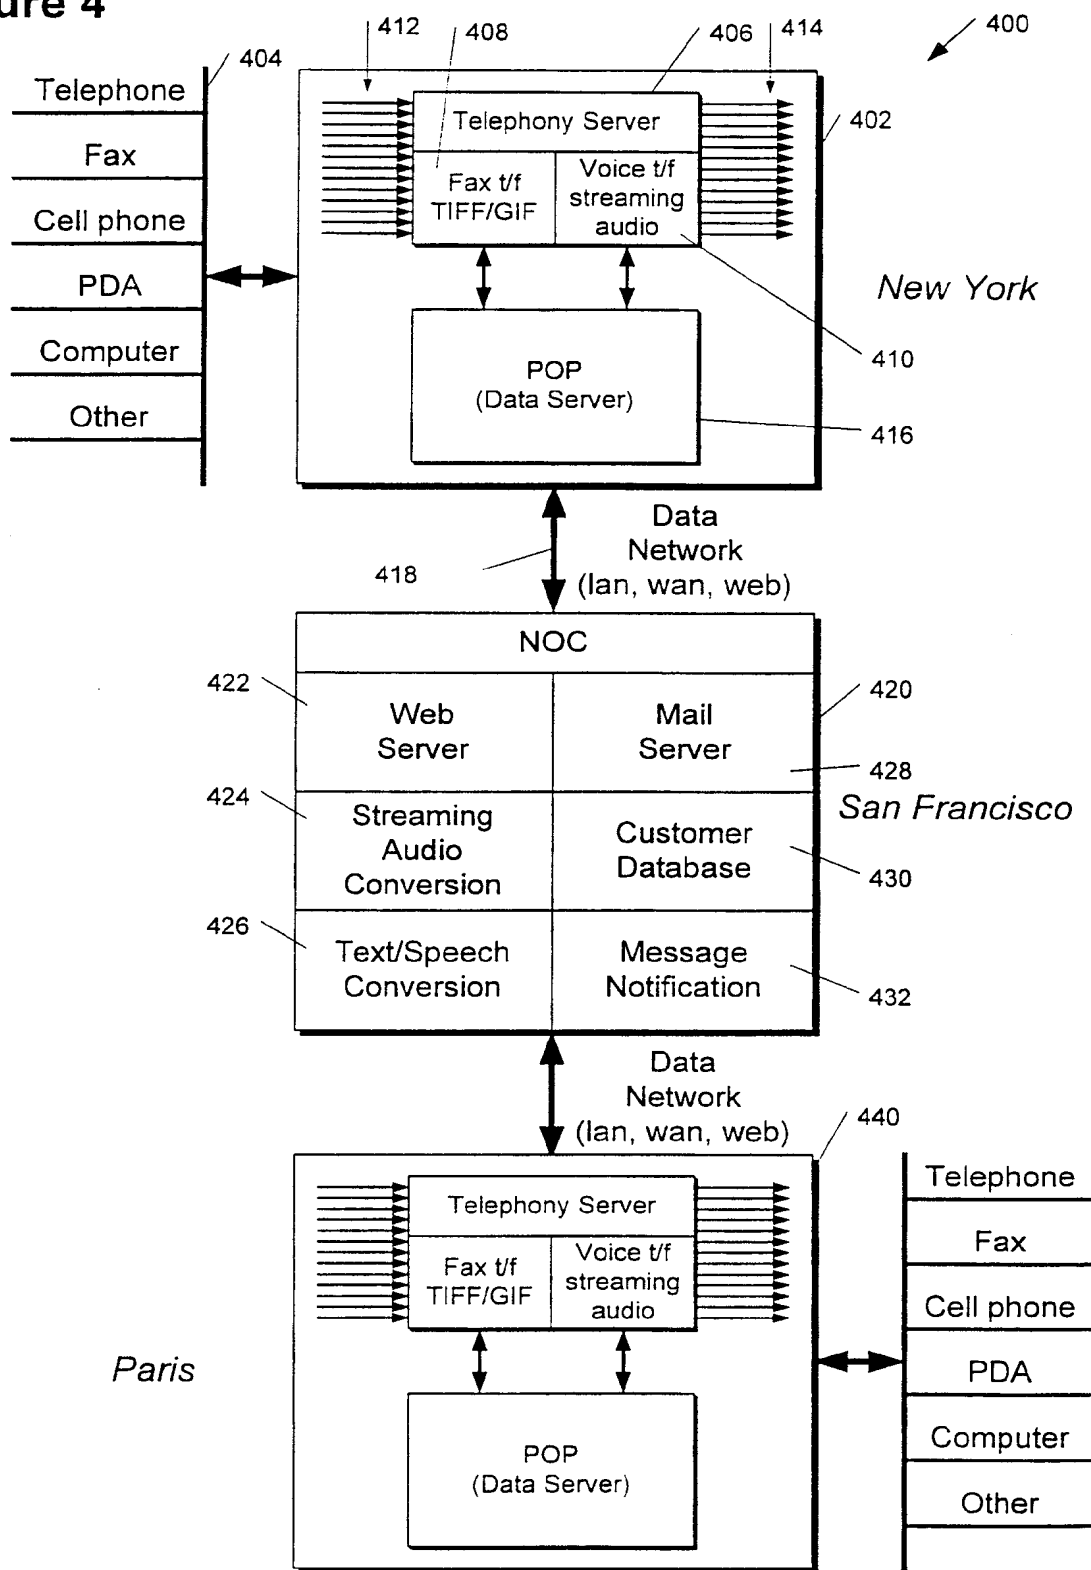 ure 4
412
408
406
414
400
404
402
Telephone
Fax
Cell phone
PDA
Computer
Other
Telephony Server
Fax t/f
TIFF/GIF
Voice t/f
streaming
audio
New York
410
POP
(Data Server)
416
Data
Network
(lan, wan, web)
418
NOC
422
Web
Server
Mail
Server
420
428
San Francisco
424
Streaming
Audio
Conversion
Customer
Database
430
426
Text/Speech
Conversion
Message
Notification
432
Data
Network
(lan, wan, web)
440
Telephony Server
Fax t/f
TIFF/GIF
Voice t/f
streaming
audio
Paris
POP
(Data Server)
Telephone
Fax
Cell phone
PDA
Computer
Other